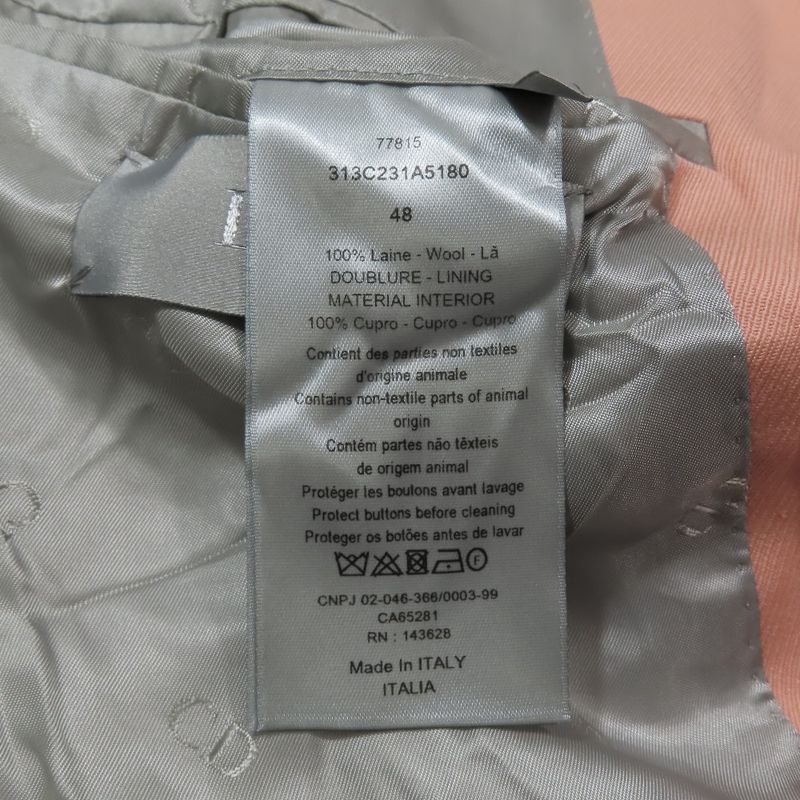 77815
313C231A5180
48
100% Laine - Wool - Lã
DOUBLURE - LINING
MATERIAL INTERIOR
100% Cupro - Cupro - Cupro
Contient des parties non textiles
d'origine animale
Contains non-textile parts of animal
origin
Contém partes não têxteis
de origem animal
Protéger les boutons avant lavage
Protect buttons before cleaning
Proteger os botões antes de lavar
F
CNPJ 02-046-366/0003-99
CA65281
RN : 143628
Made In ITALY
ITALIA
CD